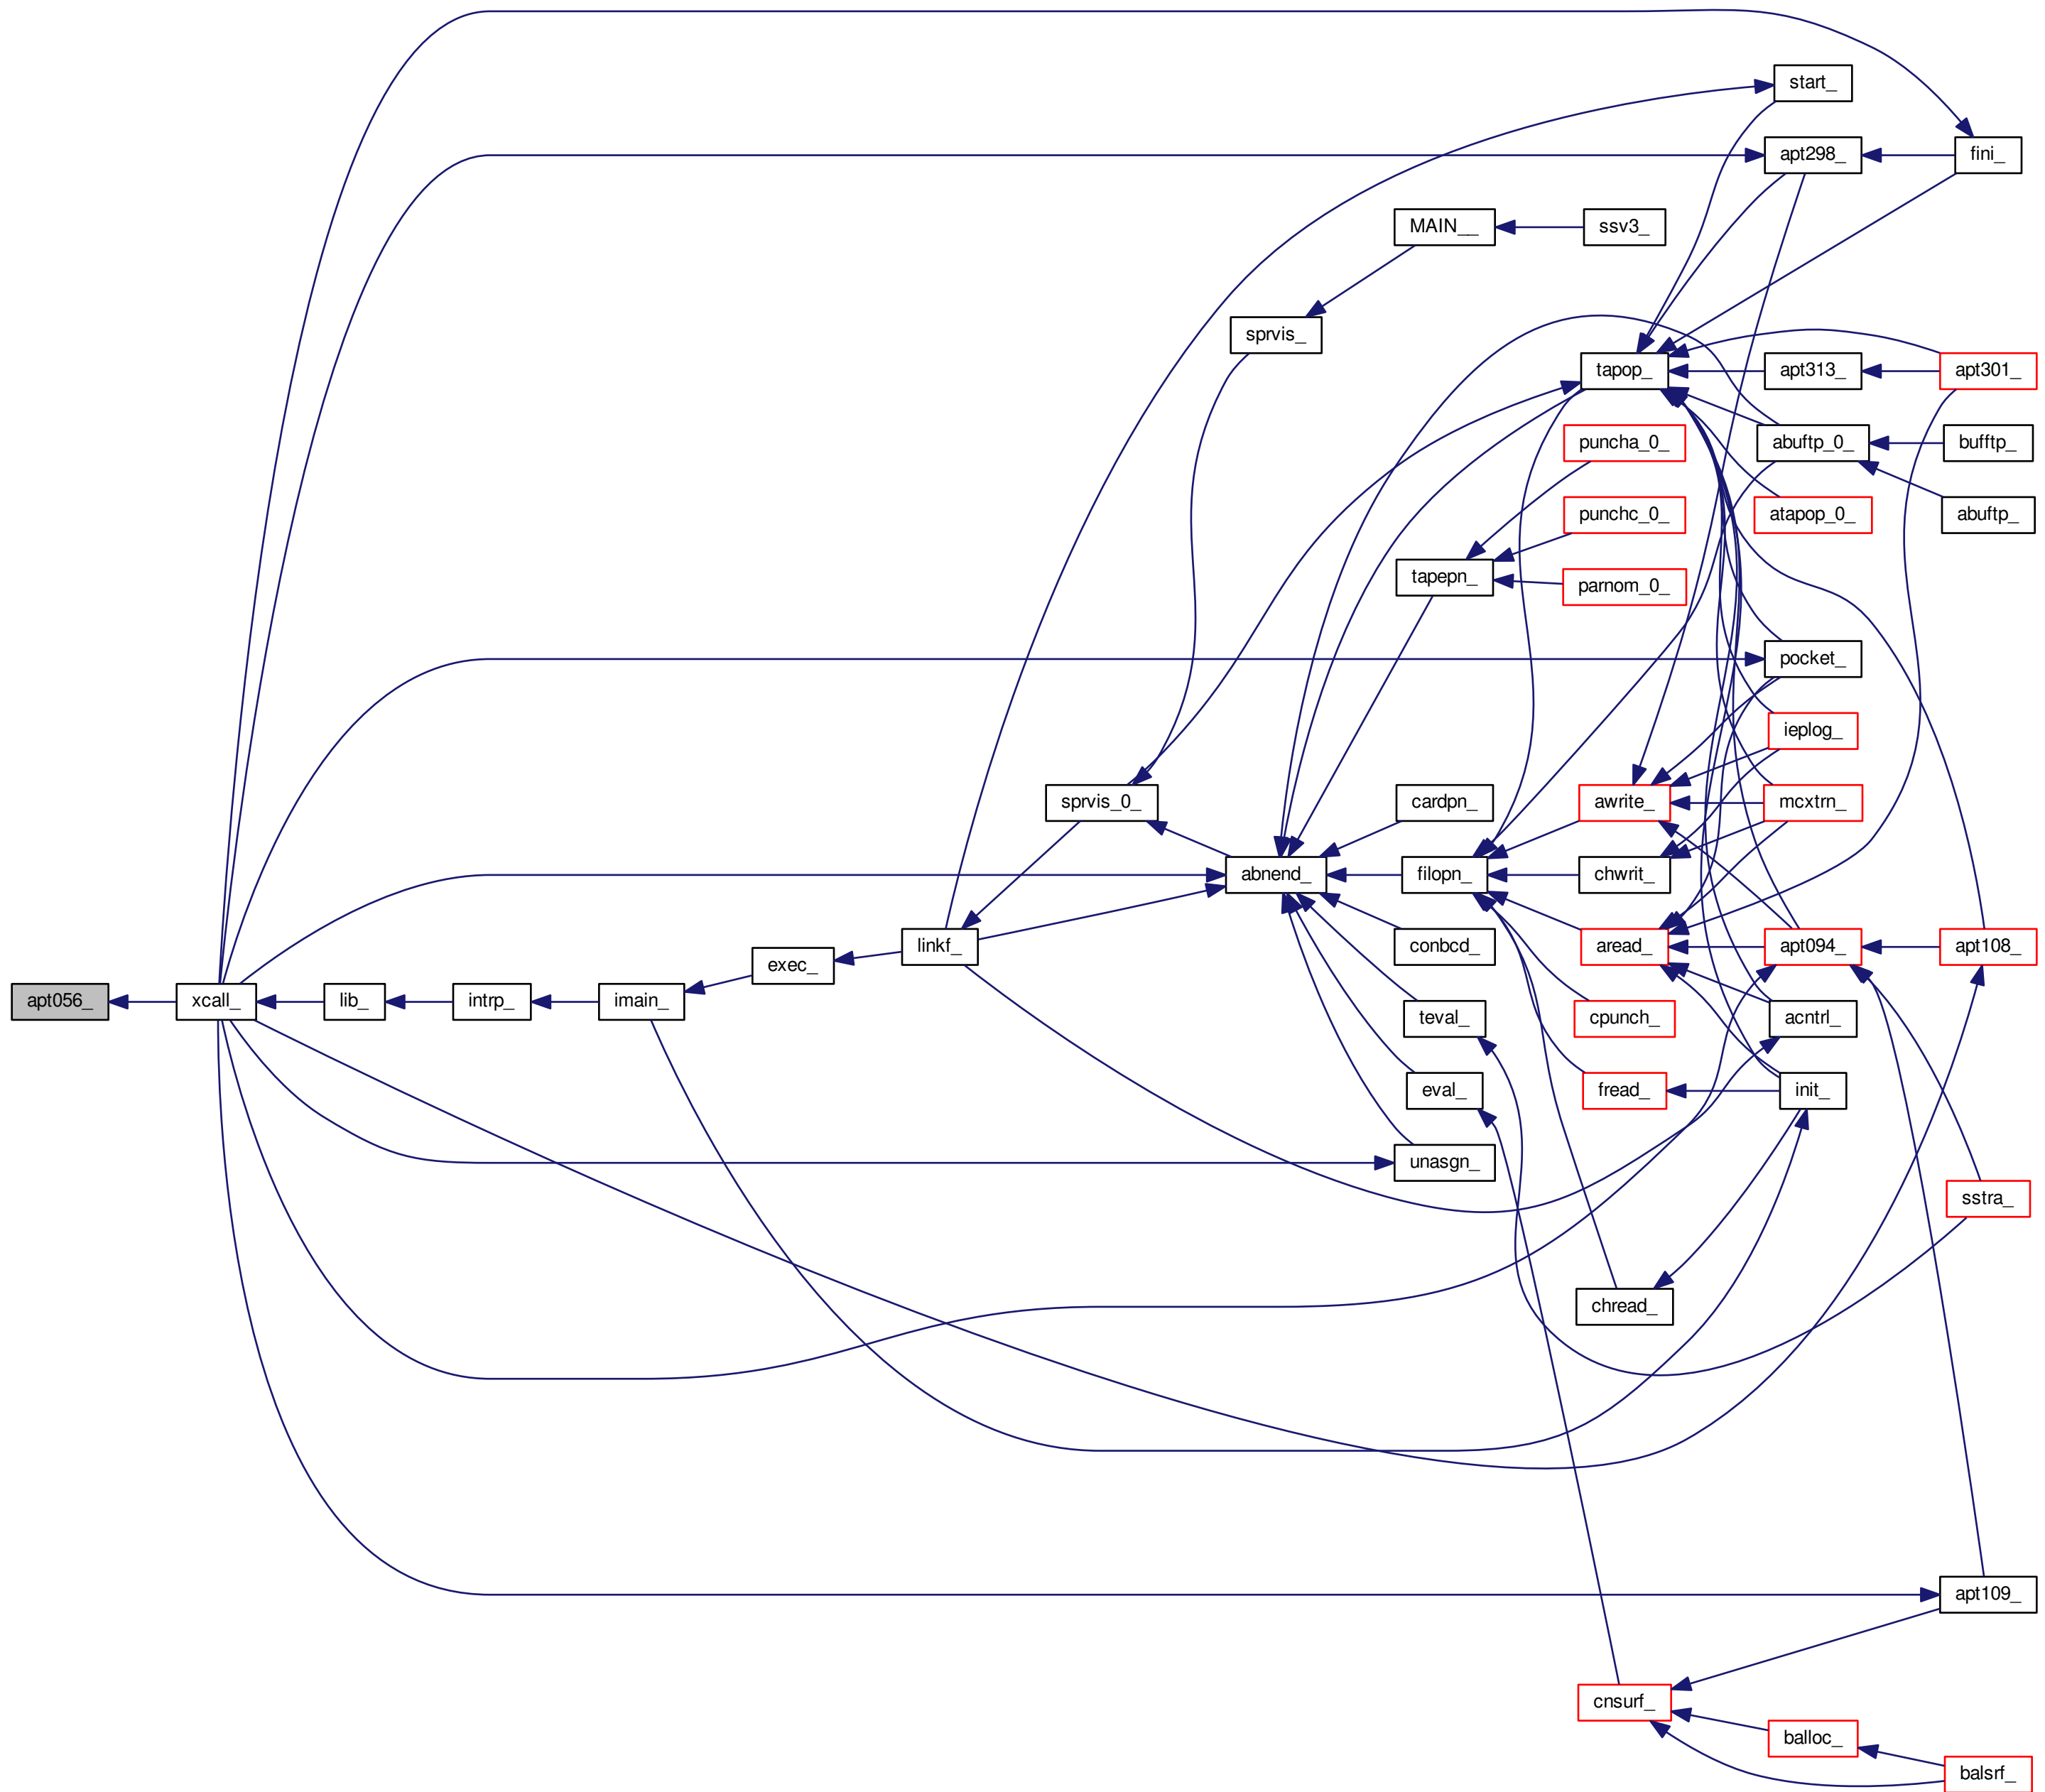 start_
apt298_
fini_
MAIN__
ssv3_
sprvis_
tapop_
apt313_
apt301_
puncha_0_
abuftp_0_
bufftp_
punchc_0_
atapop_0_
abuftp_
tapepn_
parnom_0_
pocket_
ieplog_
sprvis_0_
cardpn_
awrite_
mcxtrn_
abnend_
filopn_
chwrit_
linkf_
conbcd_
aread_
apt094_
apt108_
exec_
apt056_
xcall_
lib_
intrp_
imain_
teval_
cpunch_
acntrl_
eval_
fread_
init_
unasgn_
sstra_
chread_
apt109_
cnsurf_
balloc_
balsrf_